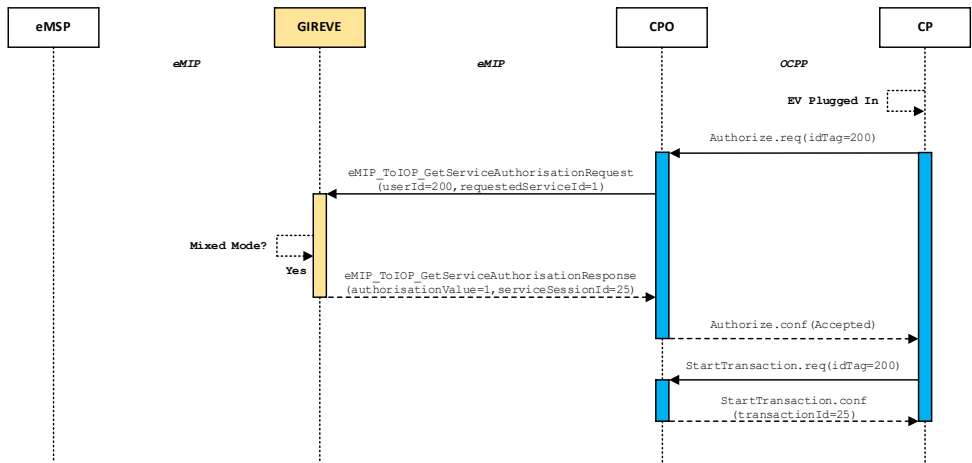 eMSP
GIREVE
CPO
CP
eMIP
eMIP
OCPP
EV Plugged In
Authorize.req(idTag=200)
eMIP_ToIOP_GetServiceAuthorisationRequest
(userId=200,requestedServiceId=1)
Mixed Mode?
Yes
eMIP_ToIOP_GetServiceAuthorisationResponse
(authorisationValue=1,serviceSessionId=25)
Authorize.conf(Accepted)
StartTransaction.req(idTag=200)
StartTransaction.conf
(transactionId=25)